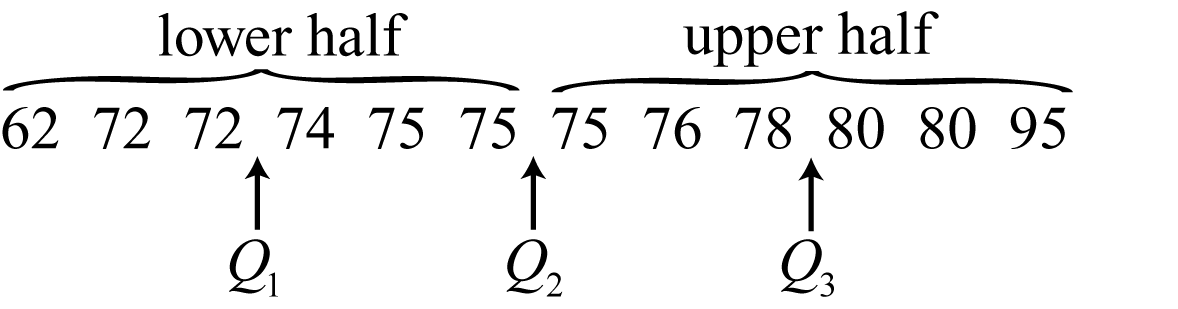 lower half upper half
62 72 72 74 75 75 75 76 78 80 80 95
Q₁ Q₂ Q₃